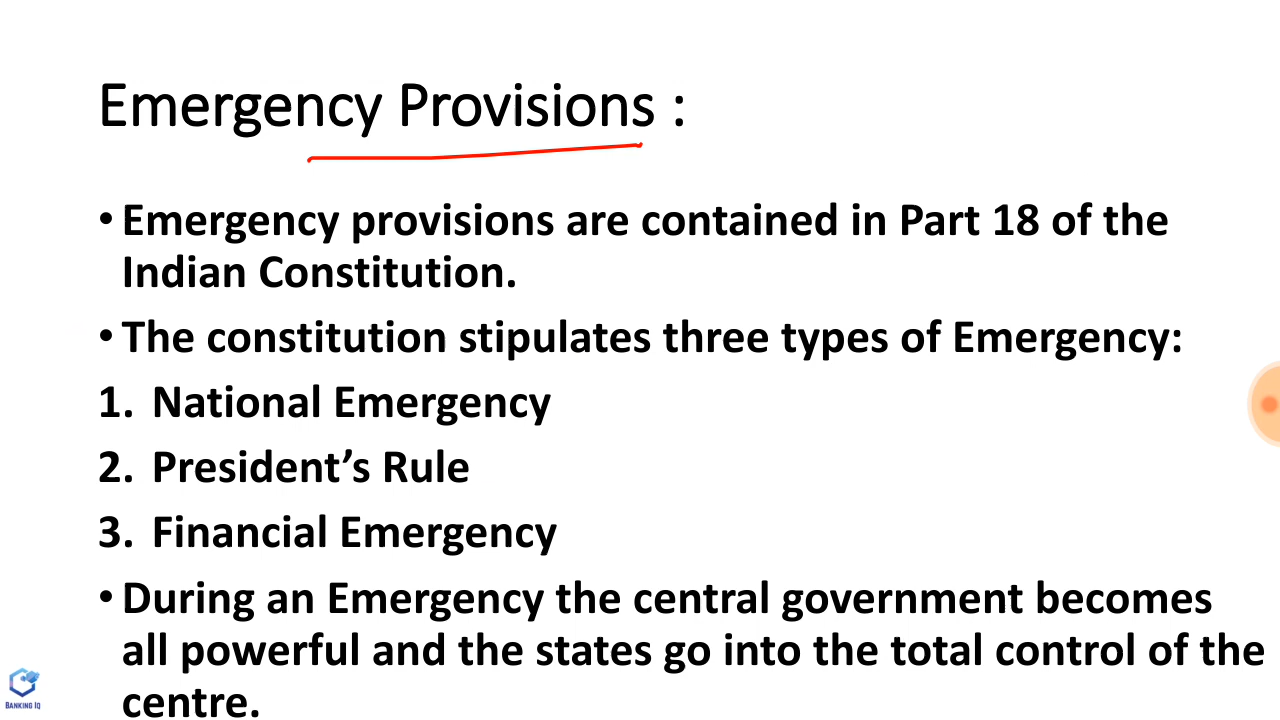 Emergency Provisions :
• Emergency provisions are contained in Part 18 of the
Indian Constitution.
• The constitution stipulates three types of Emergency:
1. National Emergency
2. President’s Rule
3. Financial Emergency
• During an Emergency the central government becomes
all powerful and the states go into the total control of the
centre.
BANKING IQ